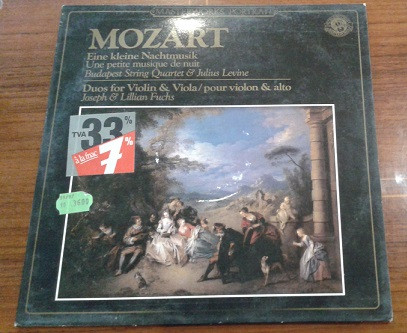 MOZART
Eine kleine Nachtmusik
Une petite musique de nuit
Budapest String Quartet & Julius Levine
Duos for Violin & Viola/pour violon & alto
Joseph & Lillian Fuchs
TVA 33%
à la fnac 7%